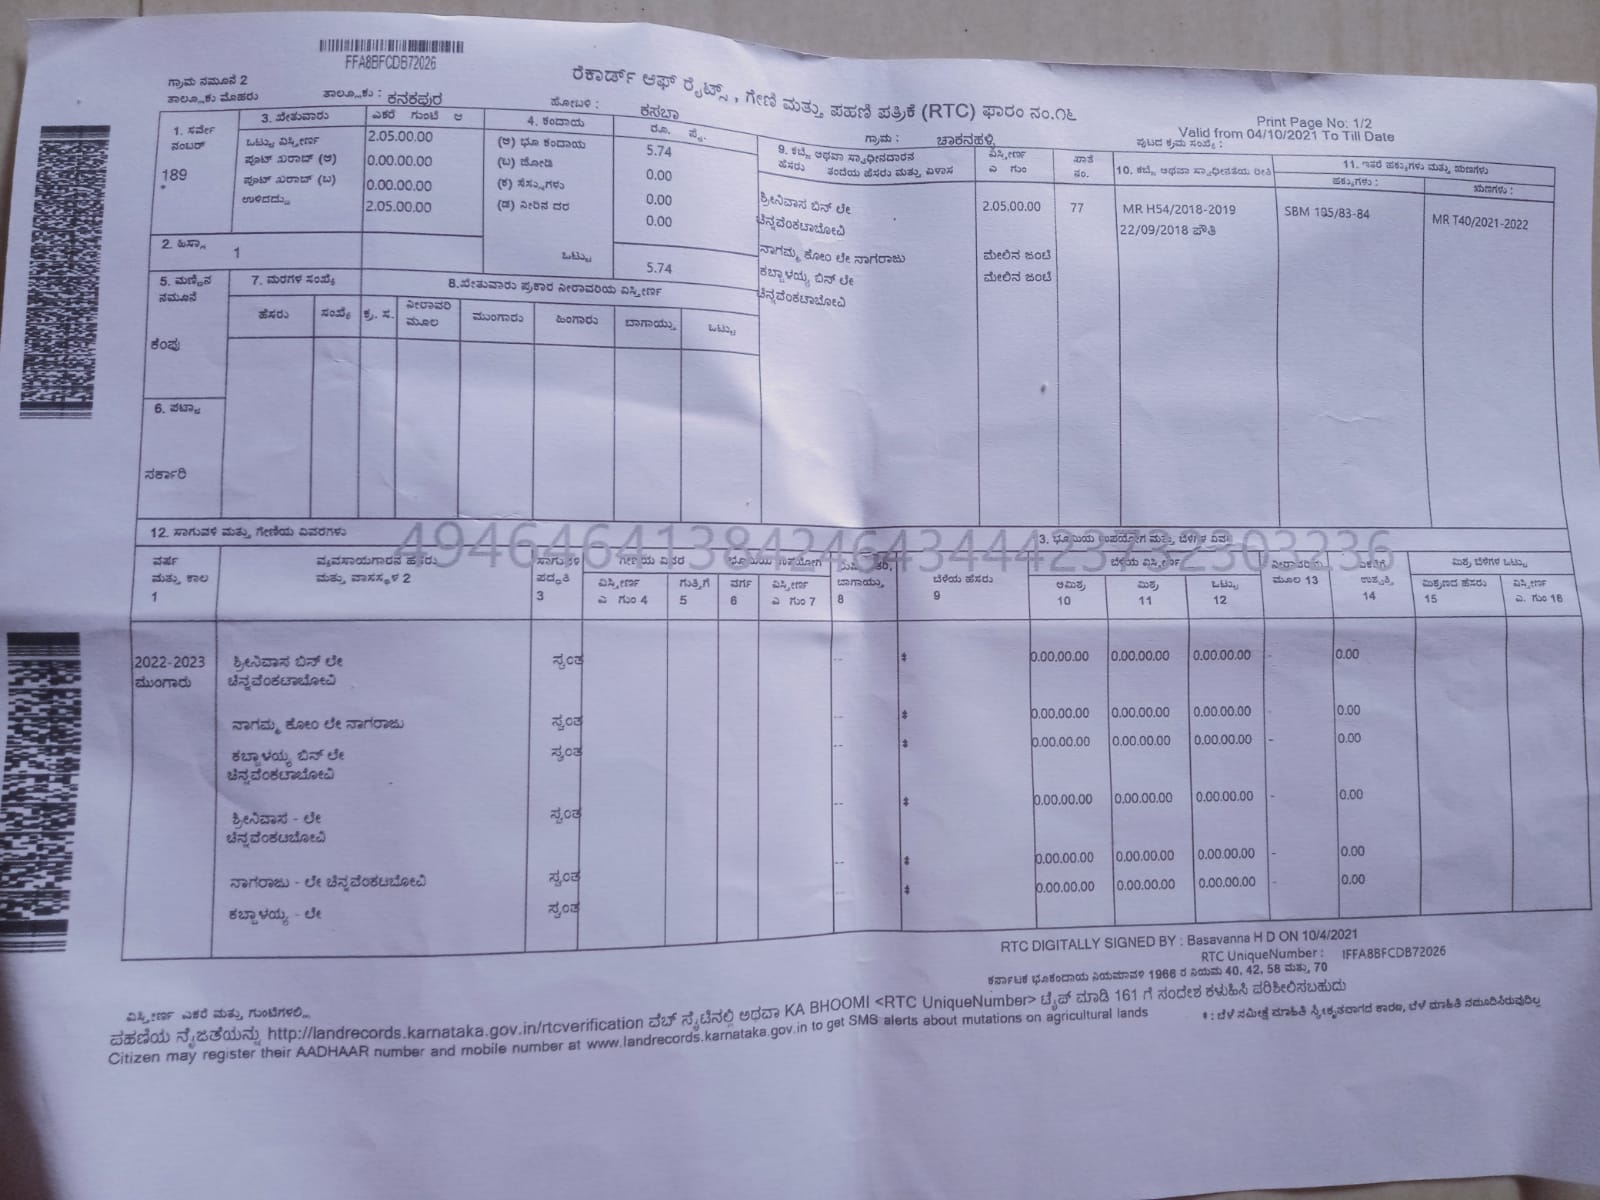 FFA8BFCDB72026
ಗ್ರಾಮ ನಮೂನೆ 2
ತಾಲ್ಲೂಕು ಮೊಹರು
ತಾಲ್ಲೂಕು : ಕನಕಪುರ
ಹೋಬಳಿ : ಕಸಬಾ
ರೆಕಾರ್ಡ್ ಆಫ್ ರೈಟ್ಸ್, ಗೇಣಿ ಮತ್ತು ಪಹಣಿ ಪತ್ರಿಕೆ (RTC) ಫಾರಂ ನಂ.೧೬
ಗ್ರಾಮ : ಚಾಕನಹಳ್ಳಿ
Print Page No: 1/2
Valid from 04/10/2021 To Till Date
ಪುಟದ ಕ್ರಮ ಸಂಖ್ಯೆ :
1. ಸರ್ವೇ ನಂಬರ್
189
*
2. ಹಿಸ್ಸಾ 1
3. ಖೇತುವಾರು ಎಕರೆ ಗುಂಟೆ ಆ
ಒಟ್ಟು ವಿಸ್ತೀರ್ಣ 2.05.00.00
ಪೂಟ್ ಖರಾಬ್ (ಅ) 0.00.00.00
ಪೂಟ್ ಖರಾಬ್ (ಬ) 0.00.00.00
ಉಳಿದದ್ದು 2.05.00.00
4. ಕಂದಾಯ ರೂ. ಪೈ.
(ಅ) ಭೂ ಕಂದಾಯ 5.74
(ಬ) ಜೋಡಿ 0.00
(ಕ) ಸೆಸ್ಸುಗಳು 0.00
(ಡ) ನೀರಿನ ದರ 0.00
ಒಟ್ಟು 5.74
5. ಮಣ್ಣಿನ ನಮೂನೆ
ಕೆಂಪು
6. ಪಟ್ಟಾ
ಸರ್ಕಾರಿ
7. ಮರಗಳ ಸಂಖ್ಯೆ
ಹೆಸರು ಸಂಖ್ಯೆ
8.ಖೇತುವಾರು ಪ್ರಕಾರ ನೀರಾವರಿಯ ವಿಸ್ತೀರ್ಣ
ಕ್ರ. ಸ. ನೀರಾವರಿ ಮೂಲ ಮುಂಗಾರು ಹಿಂಗಾರು ಬಾಗಾಯ್ತು ಒಟ್ಟು
9. ಕಬ್ಜೆ ಅಥವಾ ಸ್ವಾಧೀನದಾರನ
ಹೆಸರು ತಂದೆಯ ಹೆಸರು ಮತ್ತು ವಿಳಾಸ
ವಿಸ್ತೀರ್ಣ ಎ ಗುಂ
ಖಾತೆ ನಂ.
10. ಕಬ್ಜೆ ಅಥವಾ ಸ್ವಾಧೀನತೆಯ ರೀತಿ
11. ಇತರೆ ಹಕ್ಕುಗಳು ಮತ್ತು ಋಣಗಳು
ಹಕ್ಕುಗಳು : ಋಣಗಳು :
ಶ್ರೀನಿವಾಸ ಬಿನ್ ಲೇ 2.05.00.00 77 MR H54/2018-2019 SBM 105/83-84 MR T40/2021-2022
ಚಿನ್ನವೆಂಕಟಾಬೋವಿ 22/09/2018 ಪೌತಿ
ನಾಗಮ್ಮ ಕೋಂ ಲೇ ನಾಗರಾಜು ಮೇಲಿನ ಜಂಟಿ
ಕಬ್ಬಾಳಯ್ಯ ಬಿನ್ ಲೇ ಮೇಲಿನ ಜಂಟಿ
ಚಿನ್ನವೆಂಕಟಾಬೋವಿ
12. ಸಾಗುವಳಿ ಮತ್ತು ಗೇಣಿಯ ವಿವರಗಳು
3. ಭೂಮಿಯ ಉಪಯೋಗ ಮತ್ತು ಬೆಳೆಗಳ ವಿವರ
ವರ್ಷ ಮತ್ತು ಕಾಲ 1
ವ್ಯವಸಾಯಗಾರನ ಹೆಸರು ಮತ್ತು ವಾಸಸ್ಥಳ 2
ಸಾಗುವಳಿ ಪದ್ಧತಿ 3
ಗೇಣಿಯ ವಿವರ
ವಿಸ್ತೀರ್ಣ ಎ ಗುಂ 4 ಗುತ್ತಿಗೆ 5
ಭೂಮಿಯ ಉಪಯೋಗ
ವರ್ಗ 6 ವಿಸ್ತೀರ್ಣ ಎ ಗುಂ 7
ಬಾಗಾಯ್ತು 8
ಬೆಳೆಯ ಹೆಸರು 9
ಬೆಳೆಯ ವಿಸ್ತೀರ್ಣ
ಅಮಿಶ್ರ 10 ಮಿಶ್ರ 11 ಒಟ್ಟು 12
ನೀರಾವರಿಯ ಮೂಲ 13
ಎಕರೆಗೆ ಉತ್ಪತ್ತಿ 14
ಮಿಶ್ರ ಬೆಳೆಗಳ ಒಟ್ಟು
ಮಿಶ್ರಣದ ಹೆಸರು 15 ವಿಸ್ತೀರ್ಣ ಎ. ಗುಂ 16
2022-2023 ಶ್ರೀನಿವಾಸ ಬಿನ್ ಲೇ ಸ್ವಂತ -- ‡ 0.00.00.00 0.00.00.00 0.00.00.00 - 0.00
ಮುಂಗಾರು ಚಿನ್ನವೆಂಕಟಾಬೋವಿ
ನಾಗಮ್ಮ ಕೋಂ ಲೇ ನಾಗರಾಜು ಸ್ವಂತ -- ‡ 0.00.00.00 0.00.00.00 0.00.00.00 - 0.00
ಕಬ್ಬಾಳಯ್ಯ ಬಿನ್ ಲೇ ಸ್ವಂತ -- ‡ 0.00.00.00 0.00.00.00 0.00.00.00 - 0.00
ಚಿನ್ನವೆಂಕಟಾಬೋವಿ
ಶ್ರೀನಿವಾಸ - ಲೇ ಸ್ವಂತ -- ‡ 0.00.00.00 0.00.00.00 0.00.00.00 - 0.00
ಚಿನ್ನವೆಂಕಟಬೋವಿ
ನಾಗರಾಜು - ಲೇ ಚಿನ್ನವೆಂಕಟಬೋವಿ ಸ್ವಂತ -- ‡ 0.00.00.00 0.00.00.00 0.00.00.00 - 0.00
ಕಬ್ಬಾಳಯ್ಯ - ಲೇ ಸ್ವಂತ -- ‡ 0.00.00.00 0.00.00.00 0.00.00.00 - 0.00
RTC DIGITALLY SIGNED BY : Basavanna H D ON 10/4/2021
RTC UniqueNumber : IFFA8BFCDB72026
ಕರ್ನಾಟಕ ಭೂಕಂದಾಯ ನಿಯಮಾವಳಿ 1966 ರ ನಿಯಮ 40, 42, 58 ಮತ್ತು 70
ವಿಸ್ತೀರ್ಣ ಎಕರೆ ಮತ್ತು ಗುಂಟೆಗಳಲ್ಲಿ
ಪಹಣಿಯ ನೈಜತೆಯನ್ನು http://landrecords.karnataka.gov.in/rtcverification ವೆಬ್ ಸೈಟಿನಲ್ಲಿ ಅಥವಾ KA BHOOMI <RTC UniqueNumber> ಟೈಪ್ ಮಾಡಿ 161 ಗೆ ಸಂದೇಶ ಕಳುಹಿಸಿ ಪರಿಶೀಲಿಸಬಹುದು
‡ : ಬೆಳೆ ಸಮೀಕ್ಷೆ ಮಾಹಿತಿ ಸ್ವೀಕೃತವಾಗದ ಕಾರಣ, ಬೆಳೆ ಮಾಹಿತಿ ನಮೂದಿಸಿರುವುದಿಲ್ಲ
Citizen may register their AADHAAR number and mobile number at www.landrecords.karnataka.gov.in to get SMS alerts about mutations on agricultural lands